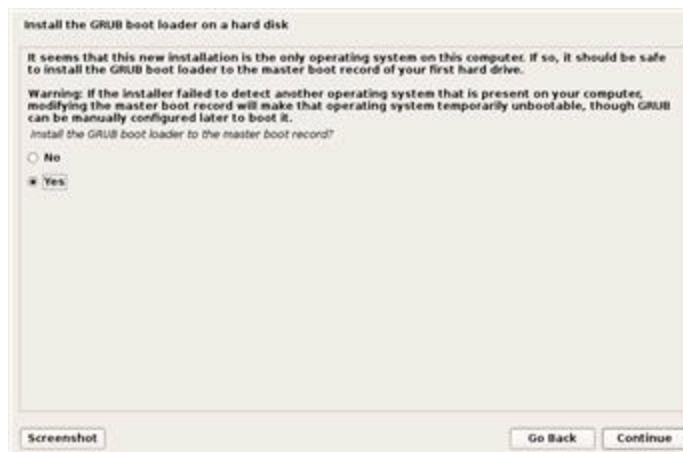 Install the GRUB boot loader on a hard disk
It seems that this new installation is the only operating system on this computer. If so, it should be safe
to install the GRUB boot loader to the master boot record of your first hard drive.
Warning: If the installer failed to detect another operating system that is present on your computer,
modifying the master boot record will make that operating system temporarily unbootable, though GRUB
can be manually configured later to boot it.
Install the GRUB boot loader to the master boot record?
No
Yes
Screenshot
Go Back
Continue